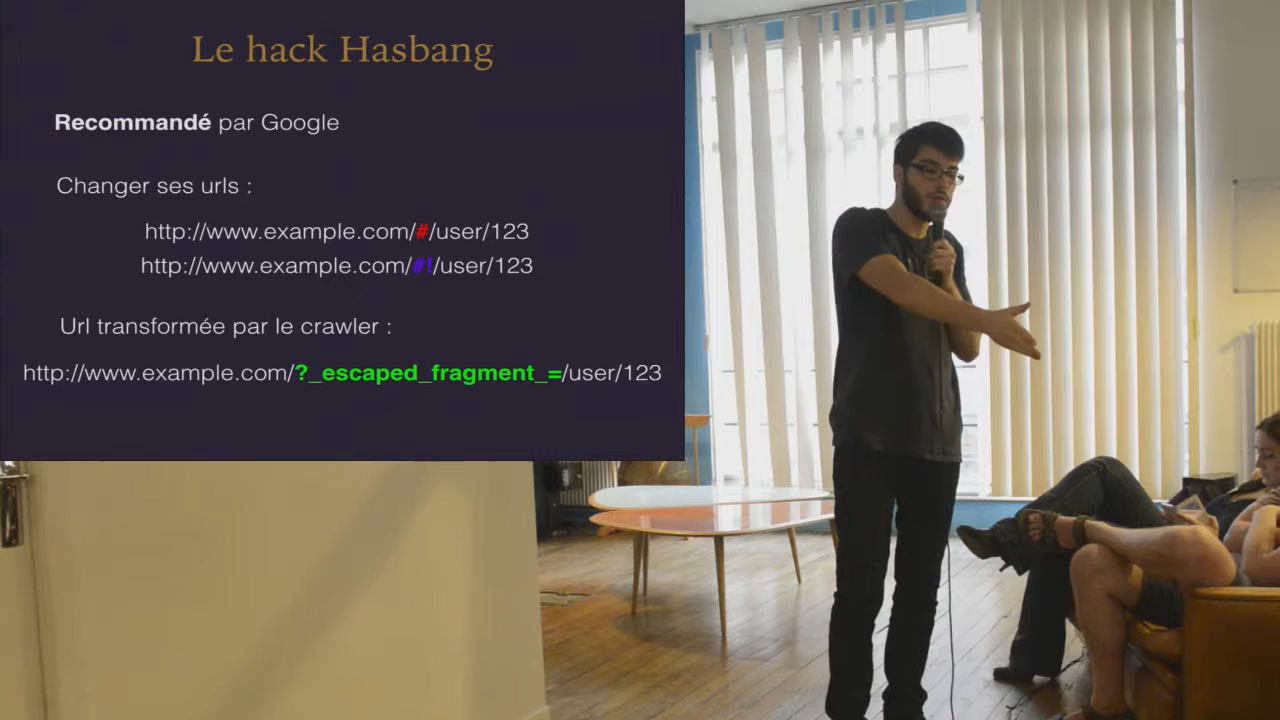 Le hack Hasbang
Recommandé par Google
Changer ses urls :
http://www.example.com/#/user/123
http://www.example.com/#!/user/123
Url transformée par le crawler :
http://www.example.com/?_escaped_fragment_=/user/123